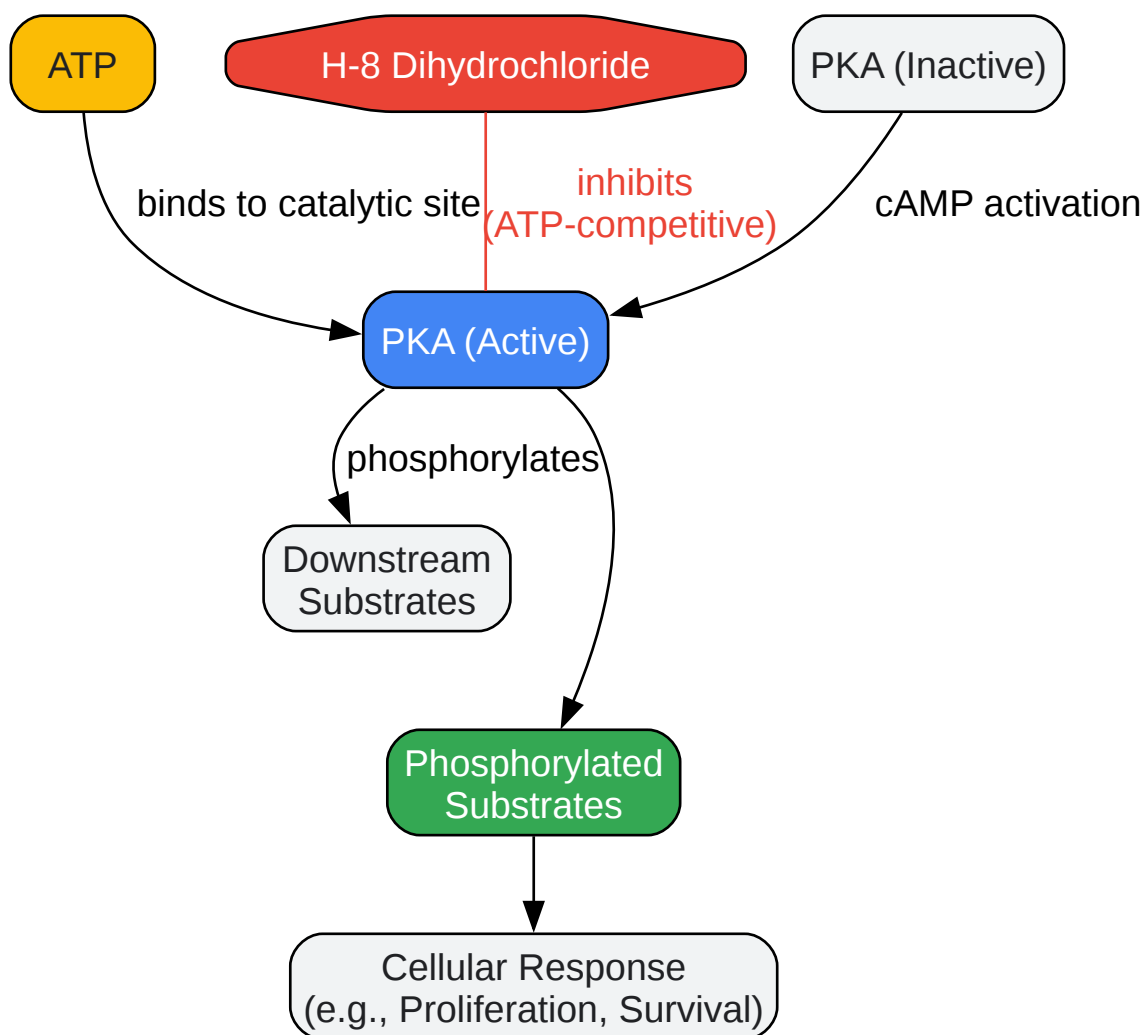 ATP
H-8 Dihydrochloride
PKA (Inactive)
binds to catalytic site
inhibits
(ATP-competitive)
cAMP activation
PKA (Active)
phosphorylates
Downstream
Substrates
Phosphorylated
Substrates
Cellular Response
(e.g., Proliferation, Survival)